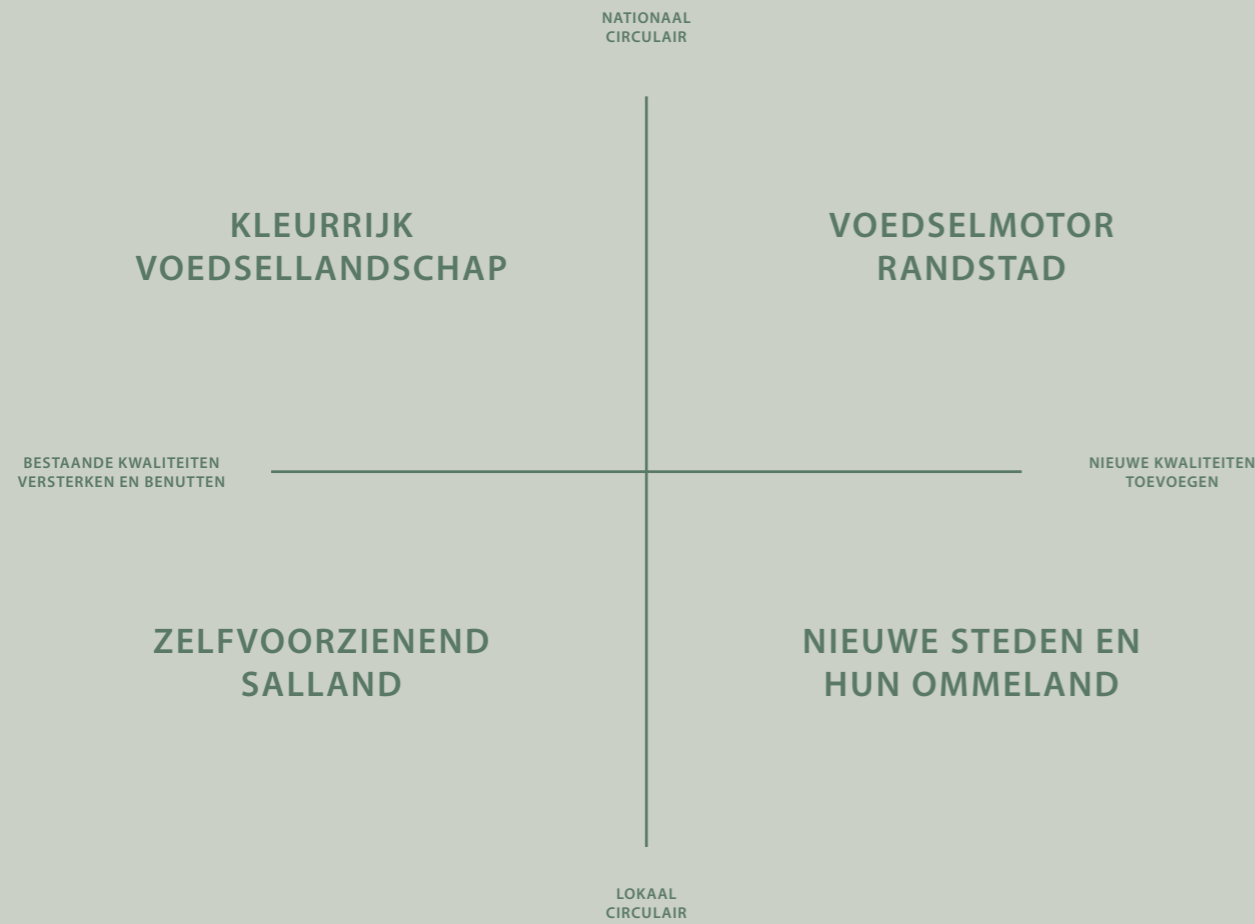 NATIONAAL
CIRCULAIR
KLEURRIJK
VOEDSELLANDSCHAP
VOEDSELMOTOR
RANDSTAD
BESTAANDE KWALITEITEN
VERSTERKEN EN BENUTTEN
NIEUWE KWALITEITEN
TOEVOEGEN
ZELFVOORZIENEND
SALLAND
NIEUWE STEDEN EN
HUN OMMELAND
LOKAAL
CIRCULAIR